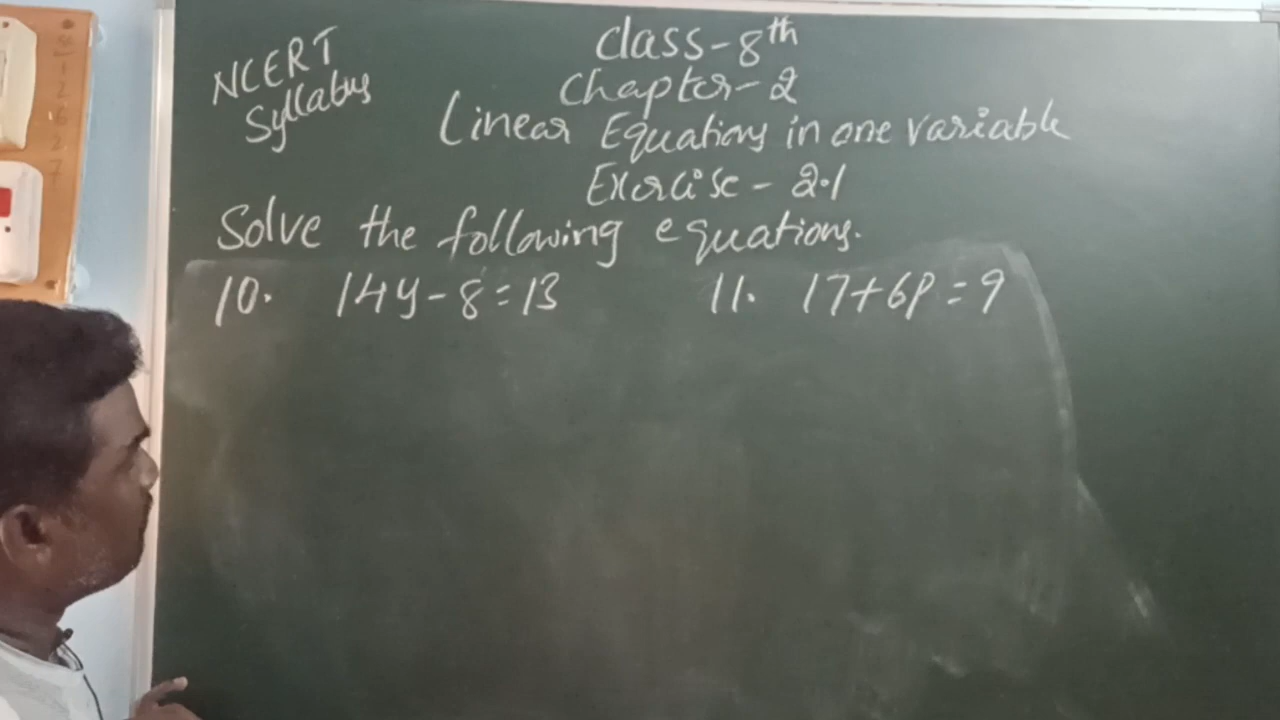 NCERT
Syllabus
Class-8th
Chapter-2
Linear Equations in one variable
Exercise - 2.1
Solve the following equations.
10. 14y-8=13
11. 17+6p=9